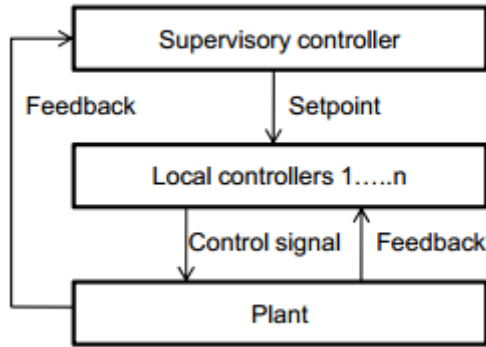 Supervisory controller
Feedback
Setpoint
Local controllers 1…..n
Control signal
Feedback
Plant